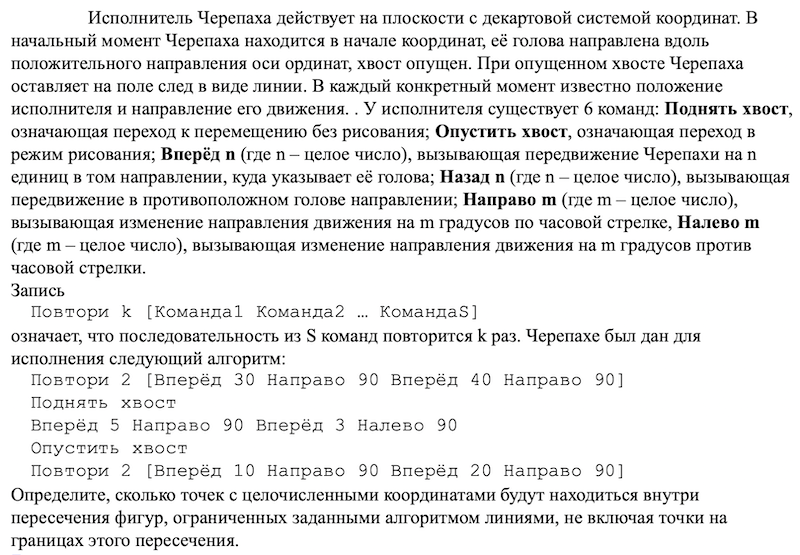 Исполнитель Черепаха действует на плоскости с декартовой системой координат. В
начальный момент Черепаха находится в начале координат, её голова направлена вдоль
положительного направления оси ординат, хвост опущен. При опущенном хвосте Черепаха
оставляет на поле след в виде линии. В каждый конкретный момент известно положение
исполнителя и направление его движения. . У исполнителя существует 6 команд: Поднять хвост,
означающая переход к перемещению без рисования; Опустить хвост, означающая переход в
режим рисования; Вперёд n (где n – целое число), вызывающая передвижение Черепахи на n
единиц в том направлении, куда указывает её голова; Назад n (где n – целое число), вызывающая
передвижение в противоположном голове направлении; Направо m (где m – целое число),
вызывающая изменение направления движения на m градусов по часовой стрелке, Налево m
(где m – целое число), вызывающая изменение направления движения на m градусов против
часовой стрелки.
Запись
Повтори k [Команда1 Команда2 … КомандаS]
означает, что последовательность из S команд повторится k раз. Черепахе был дан для
исполнения следующий алгоритм:
Повтори 2 [Вперёд 30 Направо 90 Вперёд 40 Направо 90]
Поднять хвост
Вперёд 5 Направо 90 Вперёд 3 Налево 90
Опустить хвост
Повтори 2 [Вперёд 10 Направо 90 Вперёд 20 Направо 90]
Определите, сколько точек с целочисленными координатами будут находиться внутри
пересечения фигур, ограниченных заданными алгоритмом линиями, не включая точки на
границах этого пересечения.